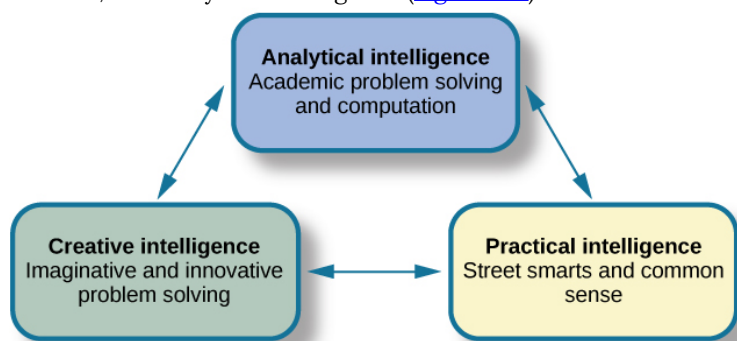 Analytical intelligence
Academic problem solving
and computation
Creative intelligence
Imaginative and innovative
problem solving
Practical intelligence
Street smarts and common
sense